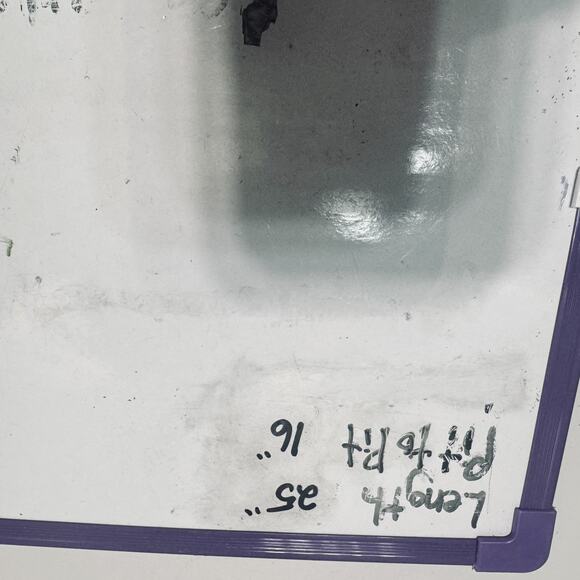 Length 25"
Pit to Pit 16"